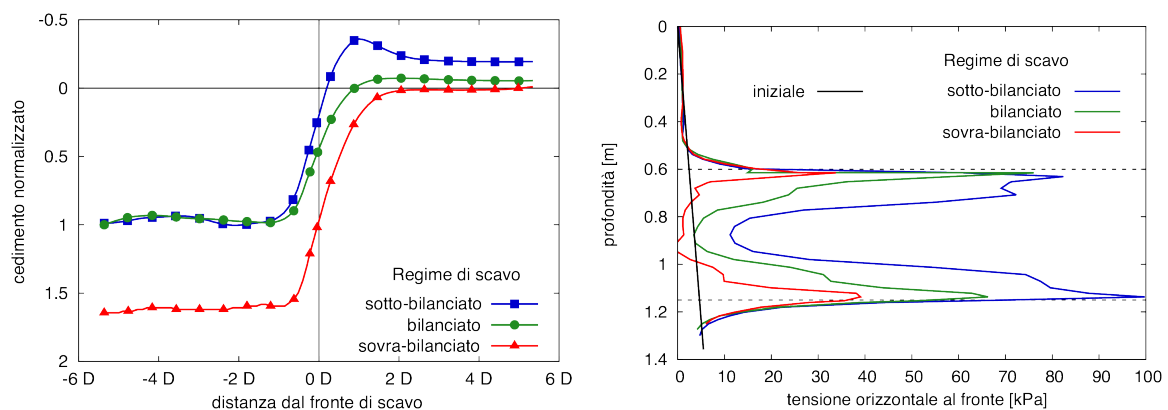 -0.5
0
0.5
1
1.5
2
cedimento normalizzato
Regime di scavo
sotto-bilanciato
bilanciato
sovra-bilanciato
-6 D
-4 D
-2 D
0 D
2 D
4 D
6 D
distanza dal fronte di scavo
0
0.2
0.4
0.6
0.8
1
1.2
1.4
profondità [m]
Regime di scavo
iniziale
sotto-bilanciato
bilanciato
sovra-bilanciato
0
10
20
30
40
50
60
70
80
90
100
tensione orizzontale al fronte [kPa]